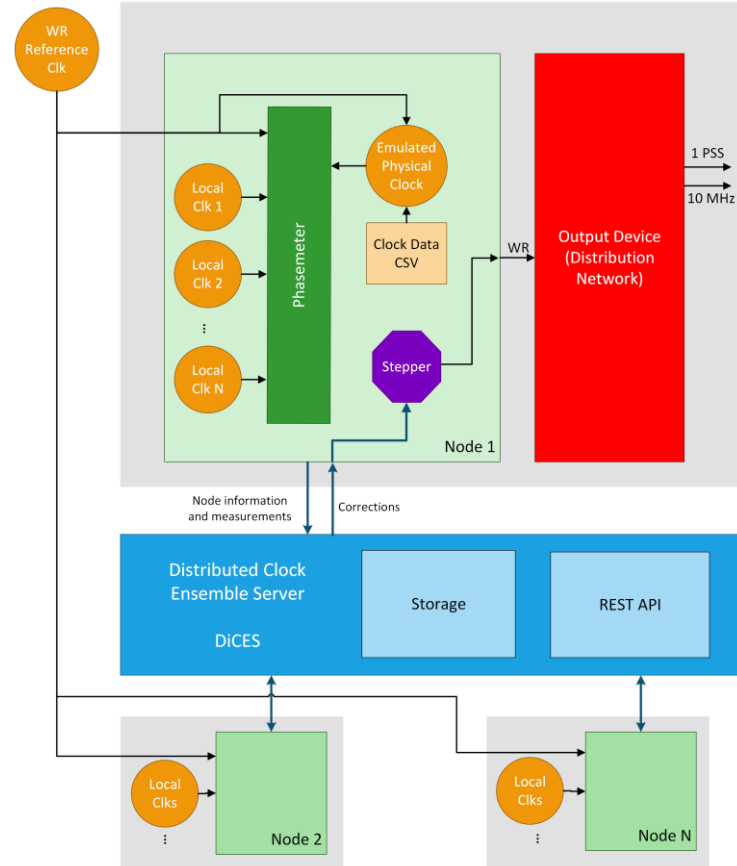 WR
Reference
Clk
Emulated
Physical
Clock
Local
Clk 1
Phasemeter
Clock Data
CSV
Local
Clk 2
...
Local
Clk N
Stepper
Node 1
WR
Output Device
(Distribution
Network)
1 PSS
10 MHz
Node information
and measurements
Corrections
Distributed Clock
Ensemble Server
DiCES
Storage
REST API
Local
Clks
...
Node 2
Local
Clks
...
Node N